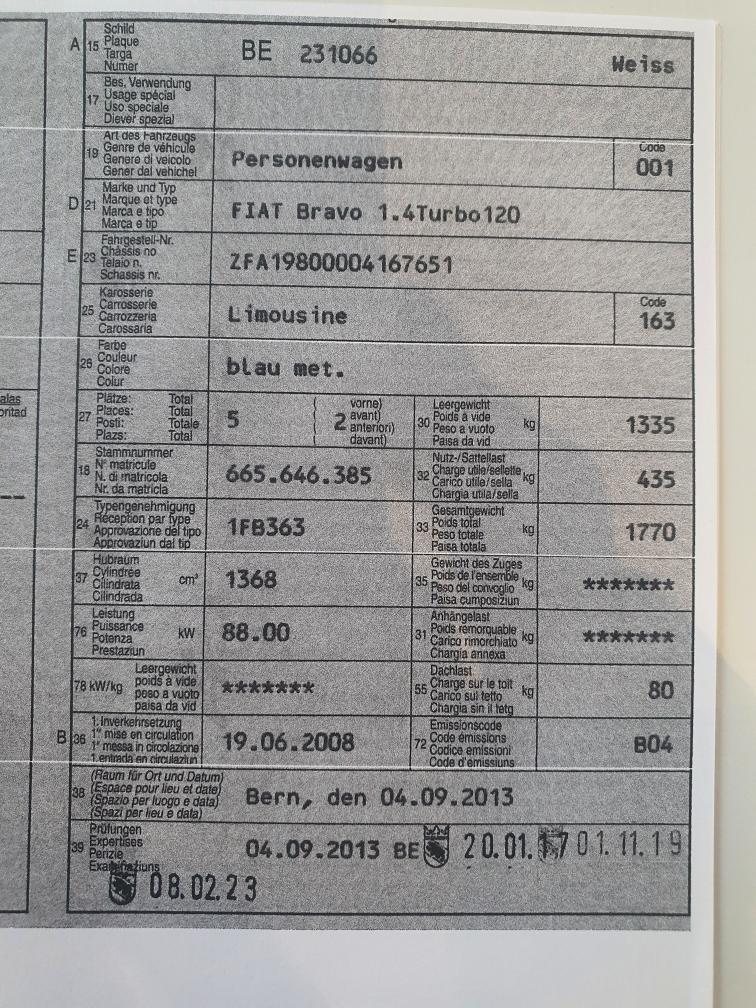 A 15 Schild
Plaque
Targa
Numer
BE 231066 Weiss
17 Bes. Verwendung
Usage spécial
Uso speciale
Diever spezial
19 Art des Fahrzeugs
Genre de véhicule
Genere di veicolo
Gener dal vehichel
Personenwagen
Code
001
D 21 Marke und Typ
Marque et type
Marca e tipo
Marca e tip
FIAT Bravo 1.4Turbo120
E 23 Fahrgestell-Nr.
Châssis no
Telaio n.
Schassis nr.
ZFA19800004167651
25 Karosserie
Carrosserie
Carrozzeria
Carossaria
Limousine
Code
163
26 Farbe
Couleur
Colore
Colur
blau met.
alas
oritad
27 Plätze: Total
Places: Total
Posti: Totale
Plazs: Total
5
( 2 vorne)
avant)
anteriori)
davant)
30 Leergewicht
Poids à vide
Peso a vuoto
Paisa da vid
kg
1335
18 Stammnummer
N° matricule
N. di matricola
Nr. da matricla
665.646.385
32 Nutz-/Sattellast
Charge utile/sellette
Carico utile/sella
Chargia utila/sella
kg
435
--
24 Typengenehmigung
Réception par type
Approvazione del tipo
Approvaziun dal tip
1FB363
33 Gesamtgewicht
Poids total
Peso totale
Paisa totala
kg
1770
37 Hubraum
Cylindrée
Cilindrata
Cilindrada
cm³
1368
35 Gewicht des Zuges
Poids de l'ensemble
Peso del convoglio
Paisa cumposiziun
kg
*******
76 Leistung
Puissance
Potenza
Prestaziun
kW
88.00
31 Anhängelast
Poids remorquable
Carico rimorchiato
Chargia annexa
kg
*******
78 kW/kg Leergewicht
poids à vide
peso a vuoto
paisa da vid
*******
55 Dachlast
Charge sur le toit
Carico sul tetto
Chargia sin il tetg
kg
80
B 36 1. Inverkehrsetzung
1re mise en circulation
1a messa in circolazione
1. entrada en circulaziun
19.06.2008
72 Emissionscode
Code émissions
Codice emissioni
Code d'emissiuns
B04
38 (Raum für Ort und Datum)
(Espace pour lieu et date)
(Spazio per luogo e data)
(Spazi per lieu e data)
Bern, den 04.09.2013
39 Prüfungen
Expertises
Perizie
Examinaziuns
04.09.2013 BE 20.01.17 01.11.19
08.02.23